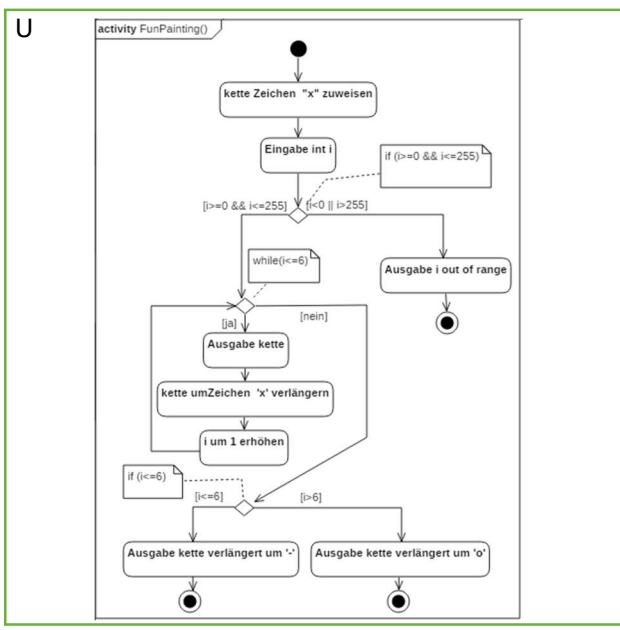 U
activity FunPainting()
kette Zeichen "x" zuweisen
Eingabe int i
if (i>=0 && i<=255)
[i>=0 && i<=255]
[i<0 || i>255]
while(i<=6)
Ausgabe i out of range
[ja]
[nein]
Ausgabe kette
kette umZeichen 'x' verlängern
i um 1 erhöhen
if (i<=6)
[i<=6]
[i>6]
Ausgabe kette verlängert um '-'
Ausgabe kette verlängert um 'o'